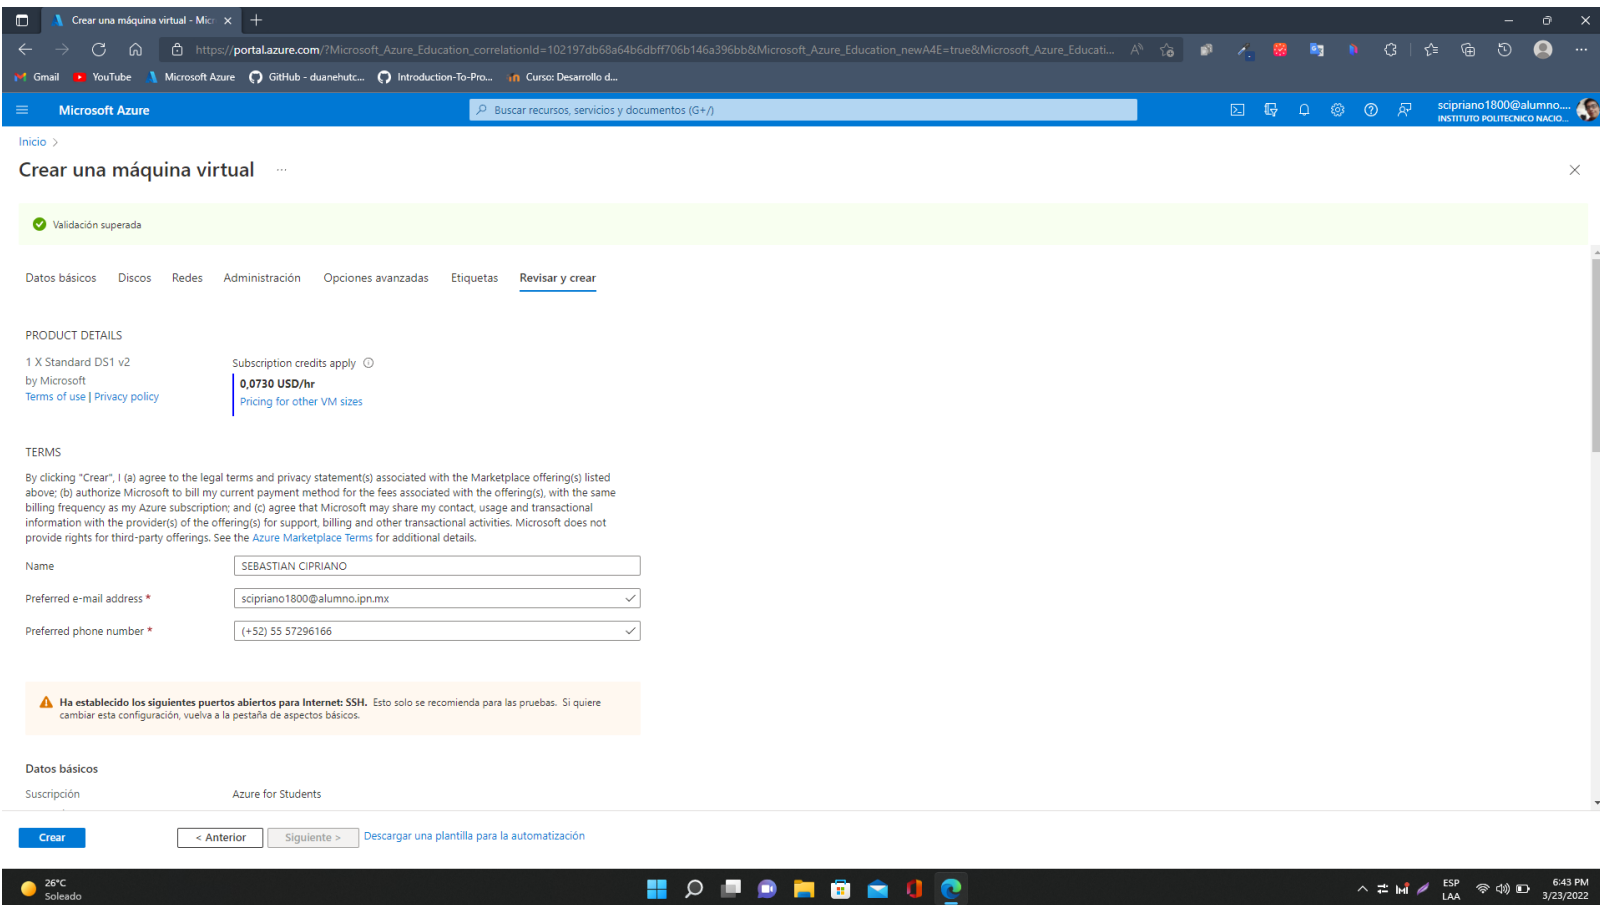 Crear una máquina virtual - Micr
https://portal.azure.com/?Microsoft_Azure_Education_correlationId=102197db68a64b6dbff706b146a396bb&Microsoft_Azure_Education_newA4E=true&Microsoft_Azure_Educati...
Gmail YouTube Microsoft Azure GitHub - duanehutc... Introduction-To-Pro... Curso: Desarrollo d...
Microsoft Azure
Buscar recursos, servicios y documentos (G+/)
scipriano1800@alumno....
INSTITUTO POLITECNICO NACIO...
Inicio >
Crear una máquina virtual ...
Validación superada
Datos básicos Discos Redes Administración Opciones avanzadas Etiquetas Revisar y crear
PRODUCT DETAILS
1 X Standard DS1 v2
by Microsoft
Terms of use | Privacy policy
Subscription credits apply
0,0730 USD/hr
Pricing for other VM sizes
TERMS
By clicking "Crear", I (a) agree to the legal terms and privacy statement(s) associated with the Marketplace offering(s) listed
above; (b) authorize Microsoft to bill my current payment method for the fees associated with the offering(s), with the same
billing frequency as my Azure subscription; and (c) agree that Microsoft may share my contact, usage and transactional
information with the provider(s) of the offering(s) for support, billing and other transactional activities. Microsoft does not
provide rights for third-party offerings. See the Azure Marketplace Terms for additional details.
Name SEBASTIAN CIPRIANO
Preferred e-mail address * scipriano1800@alumno.ipn.mx
Preferred phone number * (+52) 55 57296166
Ha establecido los siguientes puertos abiertos para Internet: SSH. Esto solo se recomienda para las pruebas. Si quiere
cambiar esta configuración, vuelva a la pestaña de aspectos básicos.
Datos básicos
Suscripción Azure for Students
Crear < Anterior Siguiente > Descargar una plantilla para la automatización
26°C
Soleado
ESP
LAA
6:43 PM
3/23/2022